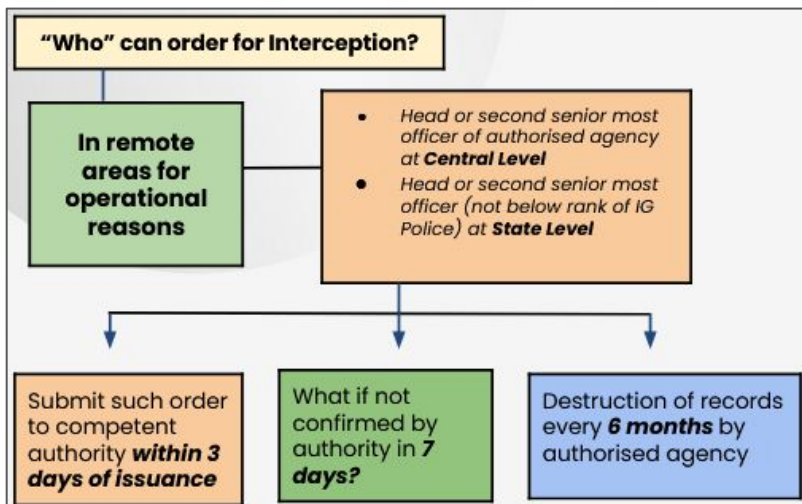 “Who” can order for Interception?
In remote
areas for
operational
reasons
• Head or second senior most
officer of authorised agency
at Central Level
• Head or second senior most
officer (not below rank of IG
Police) at State Level
Submit such order
to competent
authority within 3
days of issuance
What if not
confirmed by
authority in 7
days?
Destruction of records
every 6 months by
authorised agency